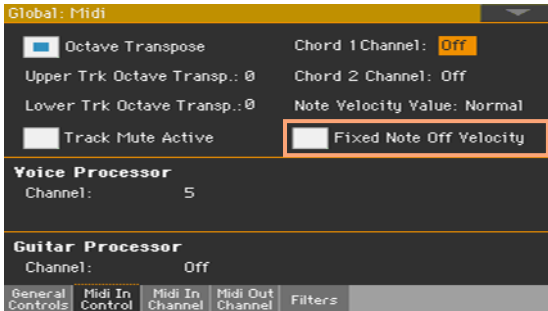 Global: Midi
Octave Transpose
Chord 1 Channel: Off
Upper Trk Octave Transp.: 0
Chord 2 Channel: Off
Lower Trk Octave Transp.: 0
Note Velocity Value: Normal
Track Mute Active
Fixed Note Off Velocity
Voice Processor
Channel: 5
Guitar Processor
Channel: Off
General Controls
Midi In Control
Midi In Channel
Midi Out Channel
Filters